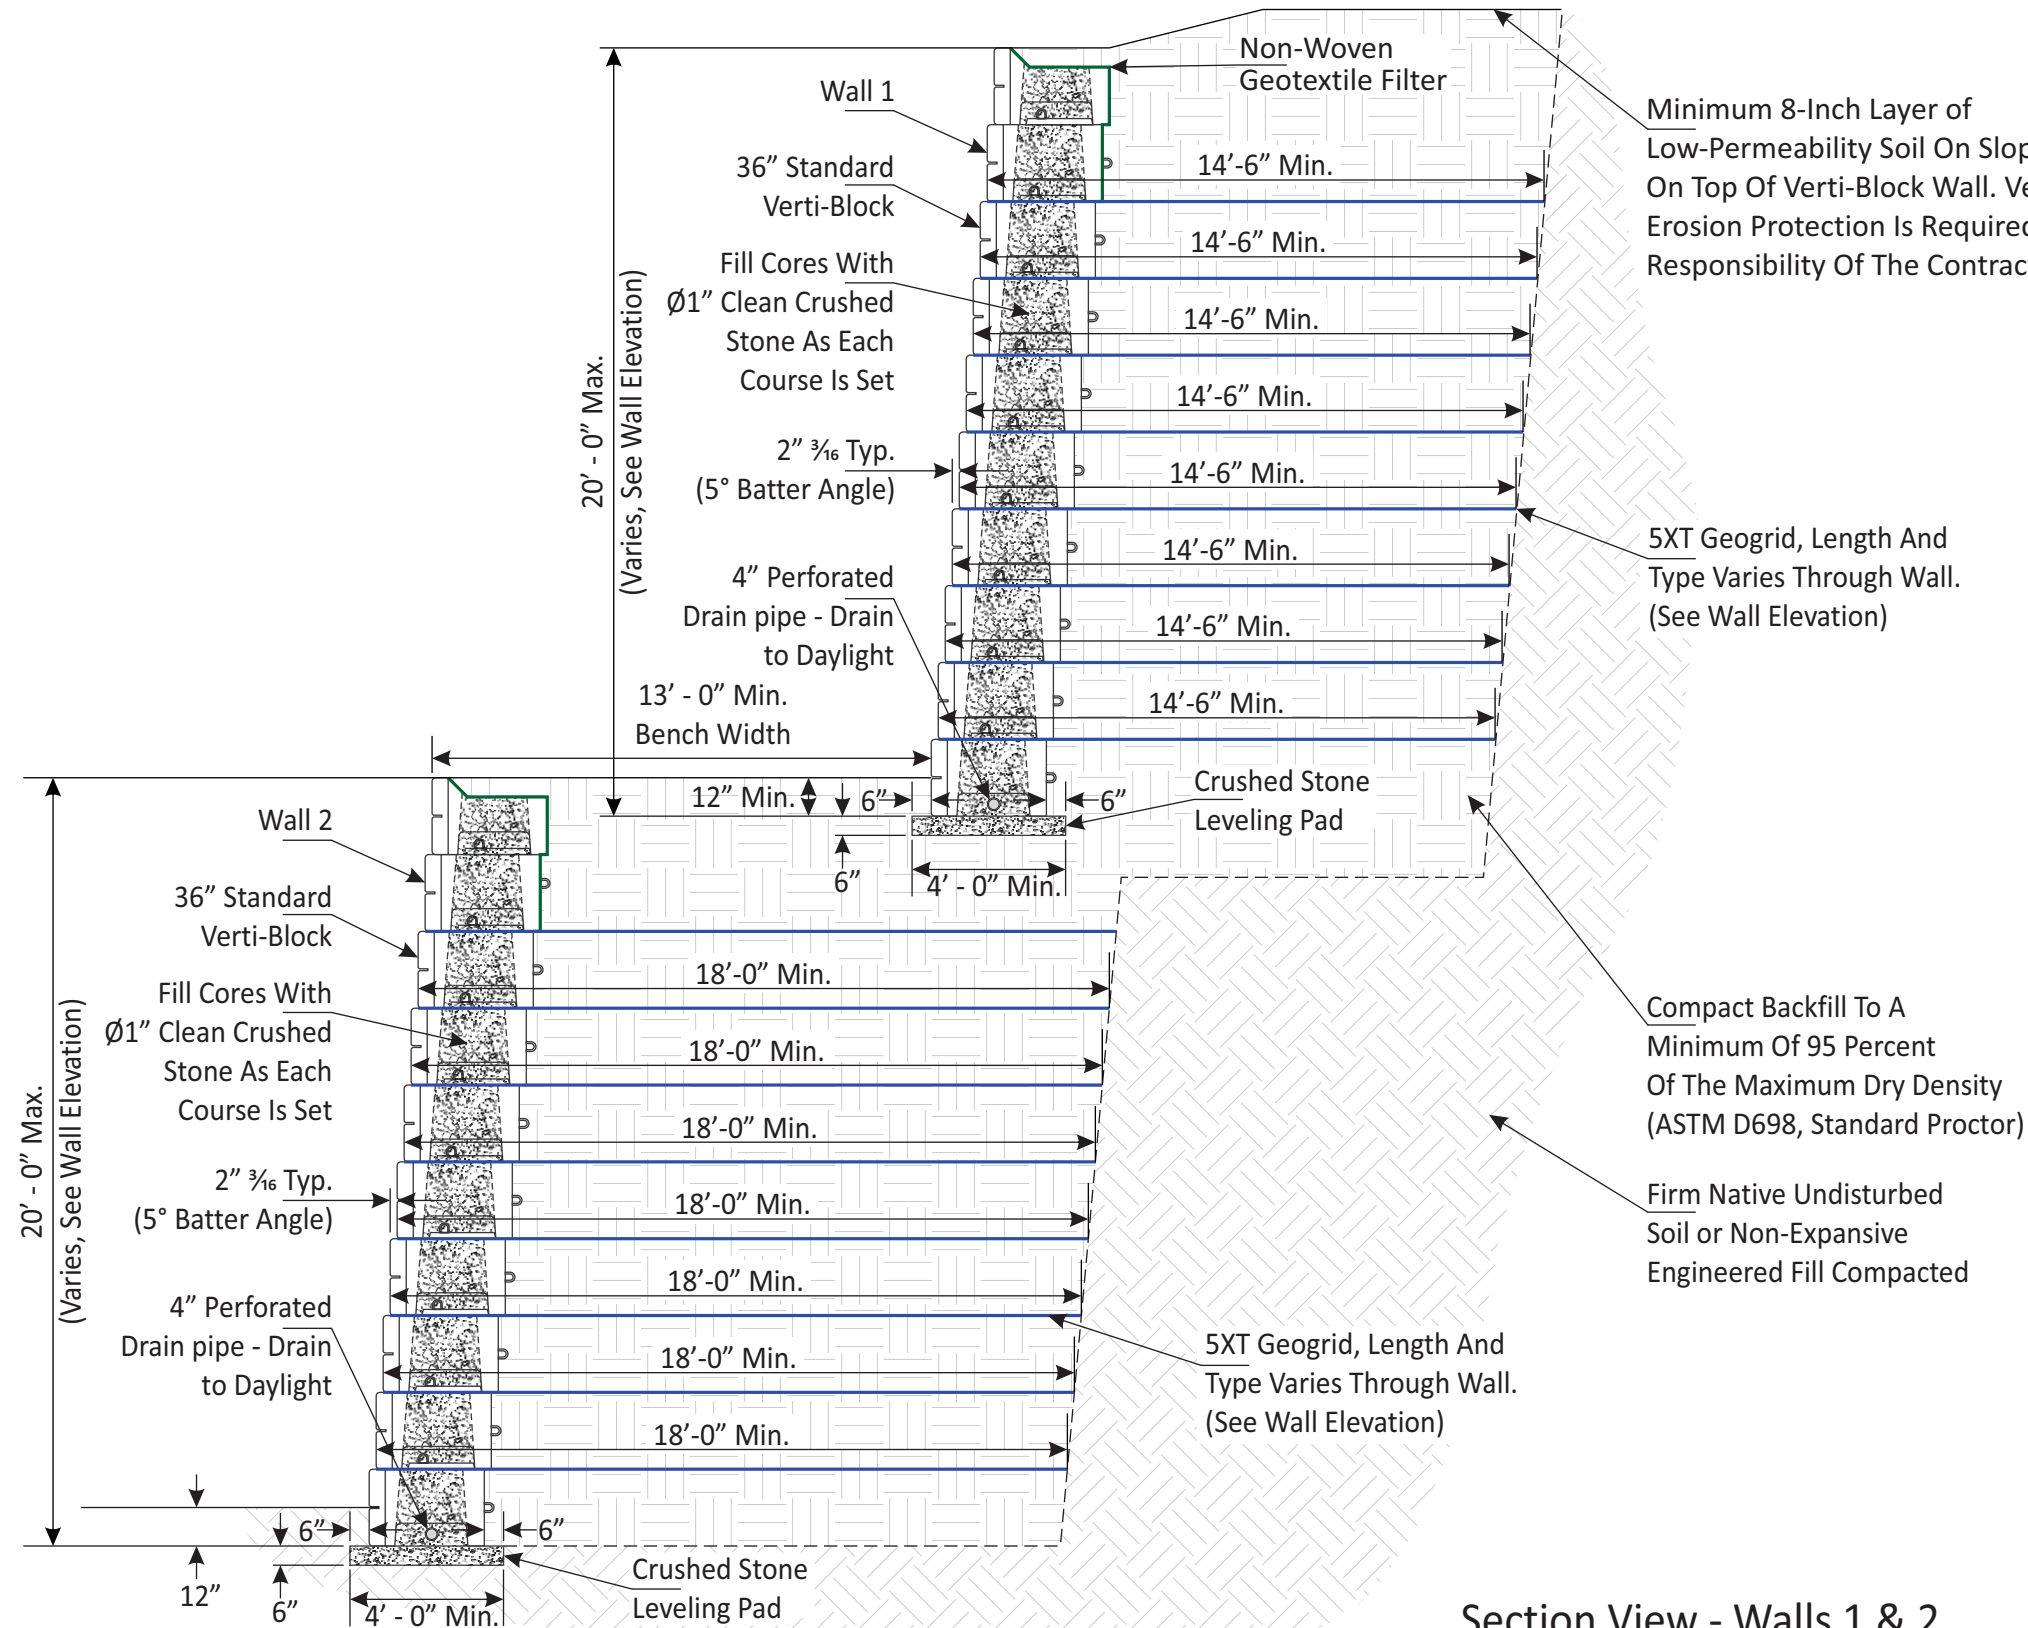 Non-Woven
Geotextile Filter
Wall 1
36” Standard
Verti-Block
Fill Cores With
Ø1” Clean Crushed
Stone As Each
Course Is Set
2” ³⁄₁₆ Typ.
(5° Batter Angle)
4” Perforated
Drain pipe - Drain
to Daylight
20’ - 0” Max.
(Varies, See Wall Elevation)
13’ - 0” Min.
Bench Width
Minimum 8-Inch Layer of
Low-Permeability Soil On
On Top Of Verti-Block Wall.
Erosion Protection Is
Responsibility Of The
14’-6” Min.
14’-6” Min.
14’-6” Min.
14’-6” Min.
14’-6” Min.
14’-6” Min.
14’-6” Min.
14’-6” Min.
5XT Geogrid, Length And
Type Varies Through Wall.
(See Wall Elevation)
12” Min.
6”
6”
6”
4’ - 0” Min.
Crushed Stone
Leveling Pad
Wall 2
36” Standard
Verti-Block
Fill Cores With
Ø1” Clean Crushed
Stone As Each
Course Is Set
2” ³⁄₁₆ Typ.
(5° Batter Angle)
4” Perforated
Drain pipe - Drain
to Daylight
20’ - 0” Max.
(Varies, See Wall Elevation)
18’-0” Min.
18’-0” Min.
18’-0” Min.
18’-0” Min.
18’-0” Min.
18’-0” Min.
18’-0” Min.
Compact Backfill To A
Minimum Of 95 Percent
Of The Maximum Dry Density
(ASTM D698, Standard Proctor)
Firm Native Undisturbed
Soil or Non-Expansive
Engineered Fill Compacted
5XT Geogrid, Length And
Type Varies Through Wall.
(See Wall Elevation)
6”
6”
12”
6”
4’ - 0” Min.
Crushed Stone
Leveling Pad
Section View - Walls 1 & 2